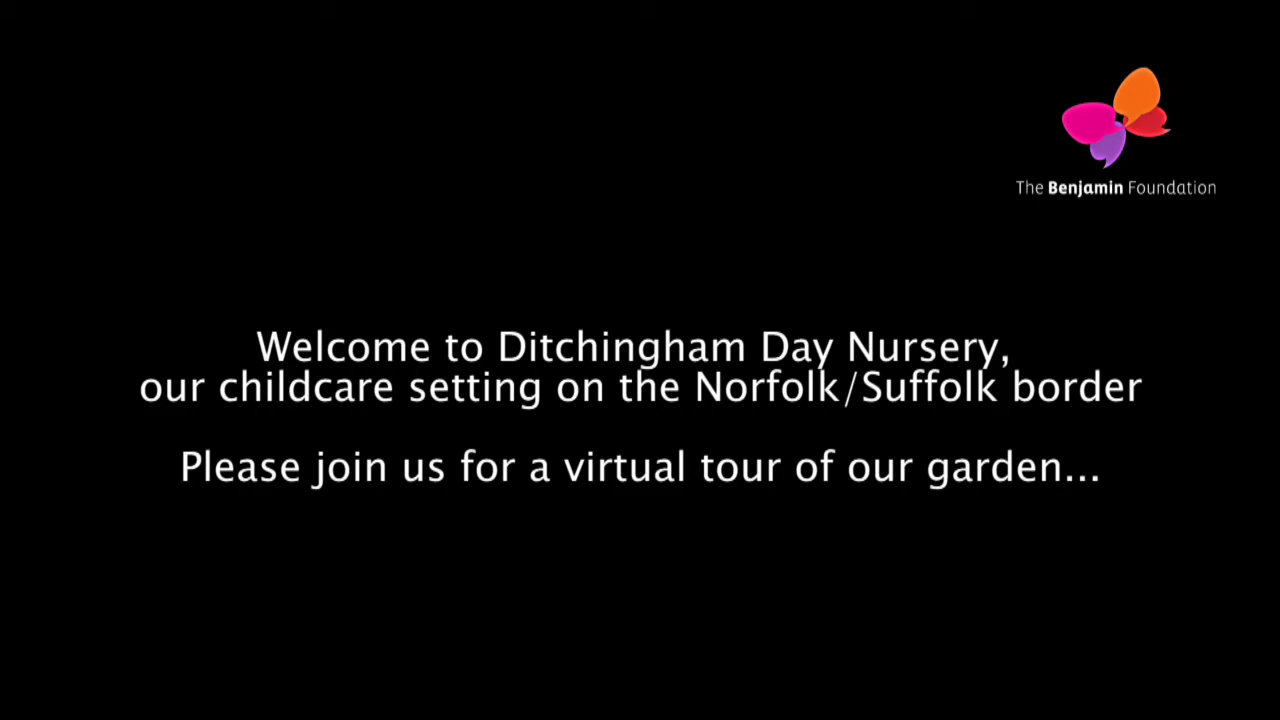 The Benjamin Foundation
Welcome to Ditchingham Day Nursery,
our childcare setting on the Norfolk/Suffolk border
Please join us for a virtual tour of our garden...